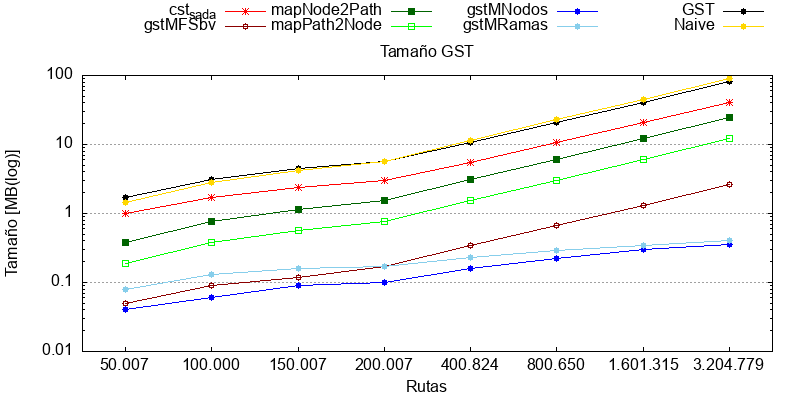 cst_sada mapNode2Path gstMNodos GST
gstMFSbv mapPath2Node gstMRamas Naive
Tamaño GST
100
10
1
0.1
0.01
Tamaño [MB(log)]
50.007 100.000 150.007 200.007 400.824 800.650 1.601.315 3.204.779
Rutas